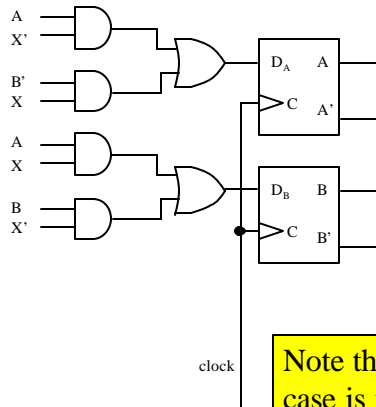 A
X'
B'
X
A
X
B
X'
D_A A
C A'
D_B B
C B'
clock
Note th
case is